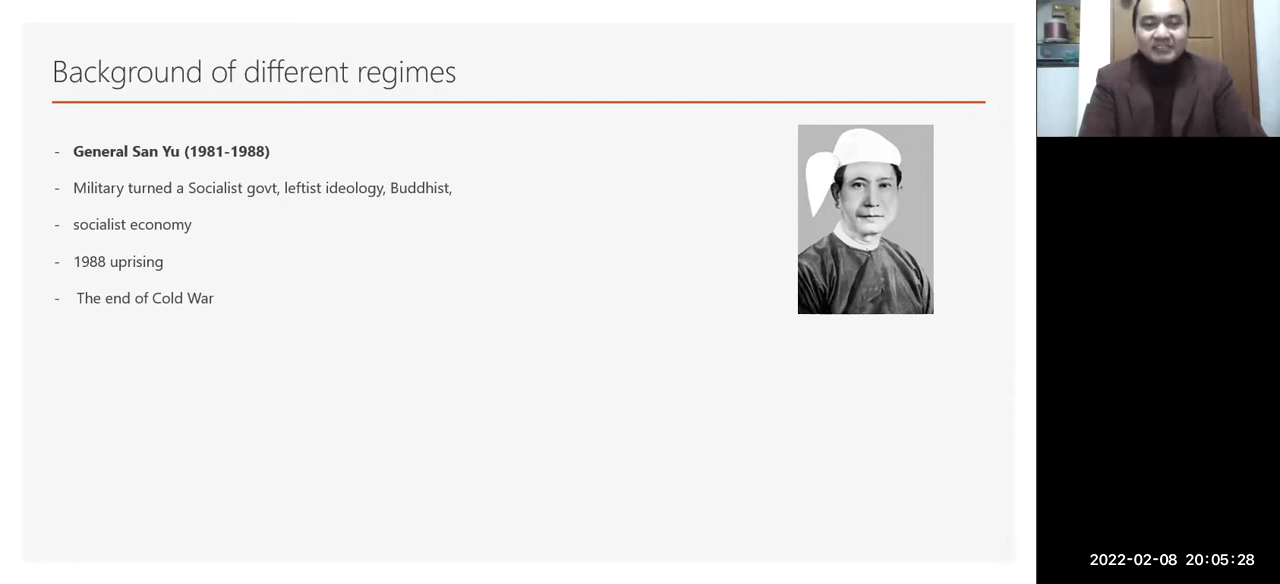 Background of different regimes
- General San Yu (1981-1988)
- Military turned a Socialist govt, leftist ideology, Buddhist,
- socialist economy
- 1988 uprising
- The end of Cold War
2022-02-08 20:05:28